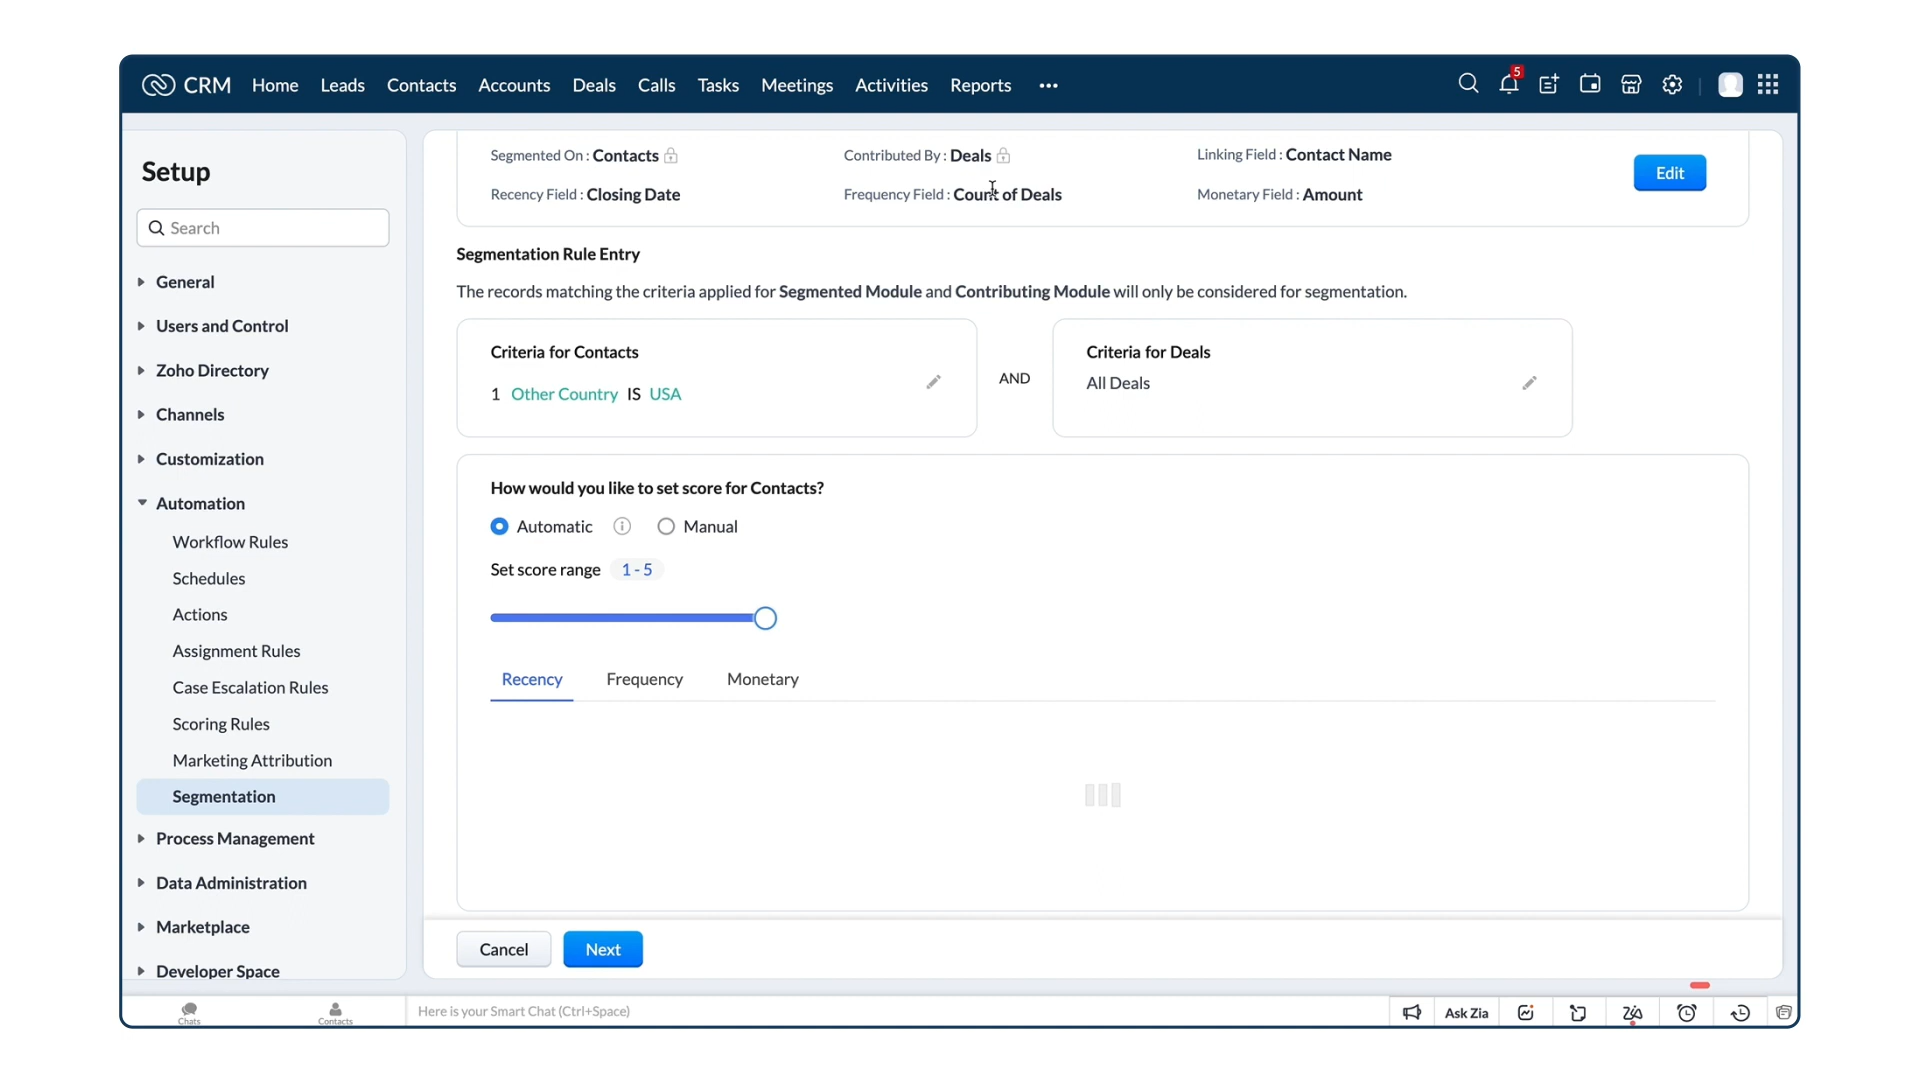 CRM Home Leads Contacts Accounts Deals Calls Tasks Meetings Activities Reports ••• 5
Setup
Search
General
Users and Control
Zoho Directory
Channels
Customization
Automation
Workflow Rules
Schedules
Actions
Assignment Rules
Case Escalation Rules
Scoring Rules
Marketing Attribution
Segmentation
Process Management
Data Administration
Marketplace
Developer Space
Segmented On : Contacts Contributed By : Deals Linking Field : Contact Name
Recency Field : Closing Date Frequency Field : Count of Deals Monetary Field : Amount
Edit
Segmentation Rule Entry
The records matching the criteria applied for Segmented Module and Contributing Module will only be considered for segmentation.
Criteria for Contacts
1 Other Country IS USA
AND
Criteria for Deals
All Deals
How would you like to set score for Contacts?
Automatic Manual
Set score range 1 - 5
Recency Frequency Monetary
Cancel Next
Chats Contacts Here is your Smart Chat (Ctrl+Space) Ask Zia